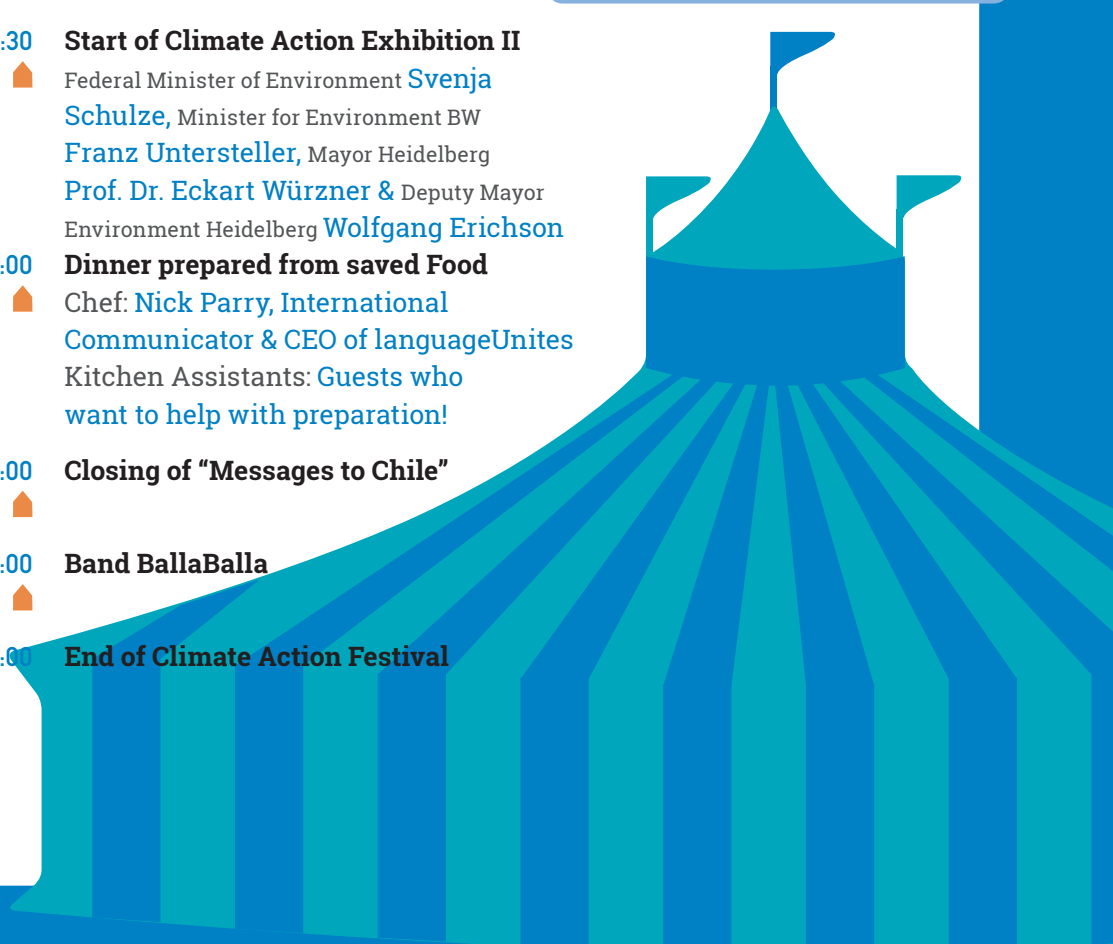 :30 Start of Climate Action Exhibition II
Federal Minister of Environment Svenja
Schulze, Minister for Environment BW
Franz Untersteller, Mayor Heidelberg
Prof. Dr. Eckart Würzner & Deputy Mayor
Environment Heidelberg Wolfgang Erichson
:00 Dinner prepared from saved Food
Chef: Nick Parry, International
Communicator & CEO of languageUnites
Kitchen Assistants: Guests who
want to help with preparation!
:00 Closing of “Messages to Chile”
:00 Band BallaBalla
:00 End of Climate Action Festival